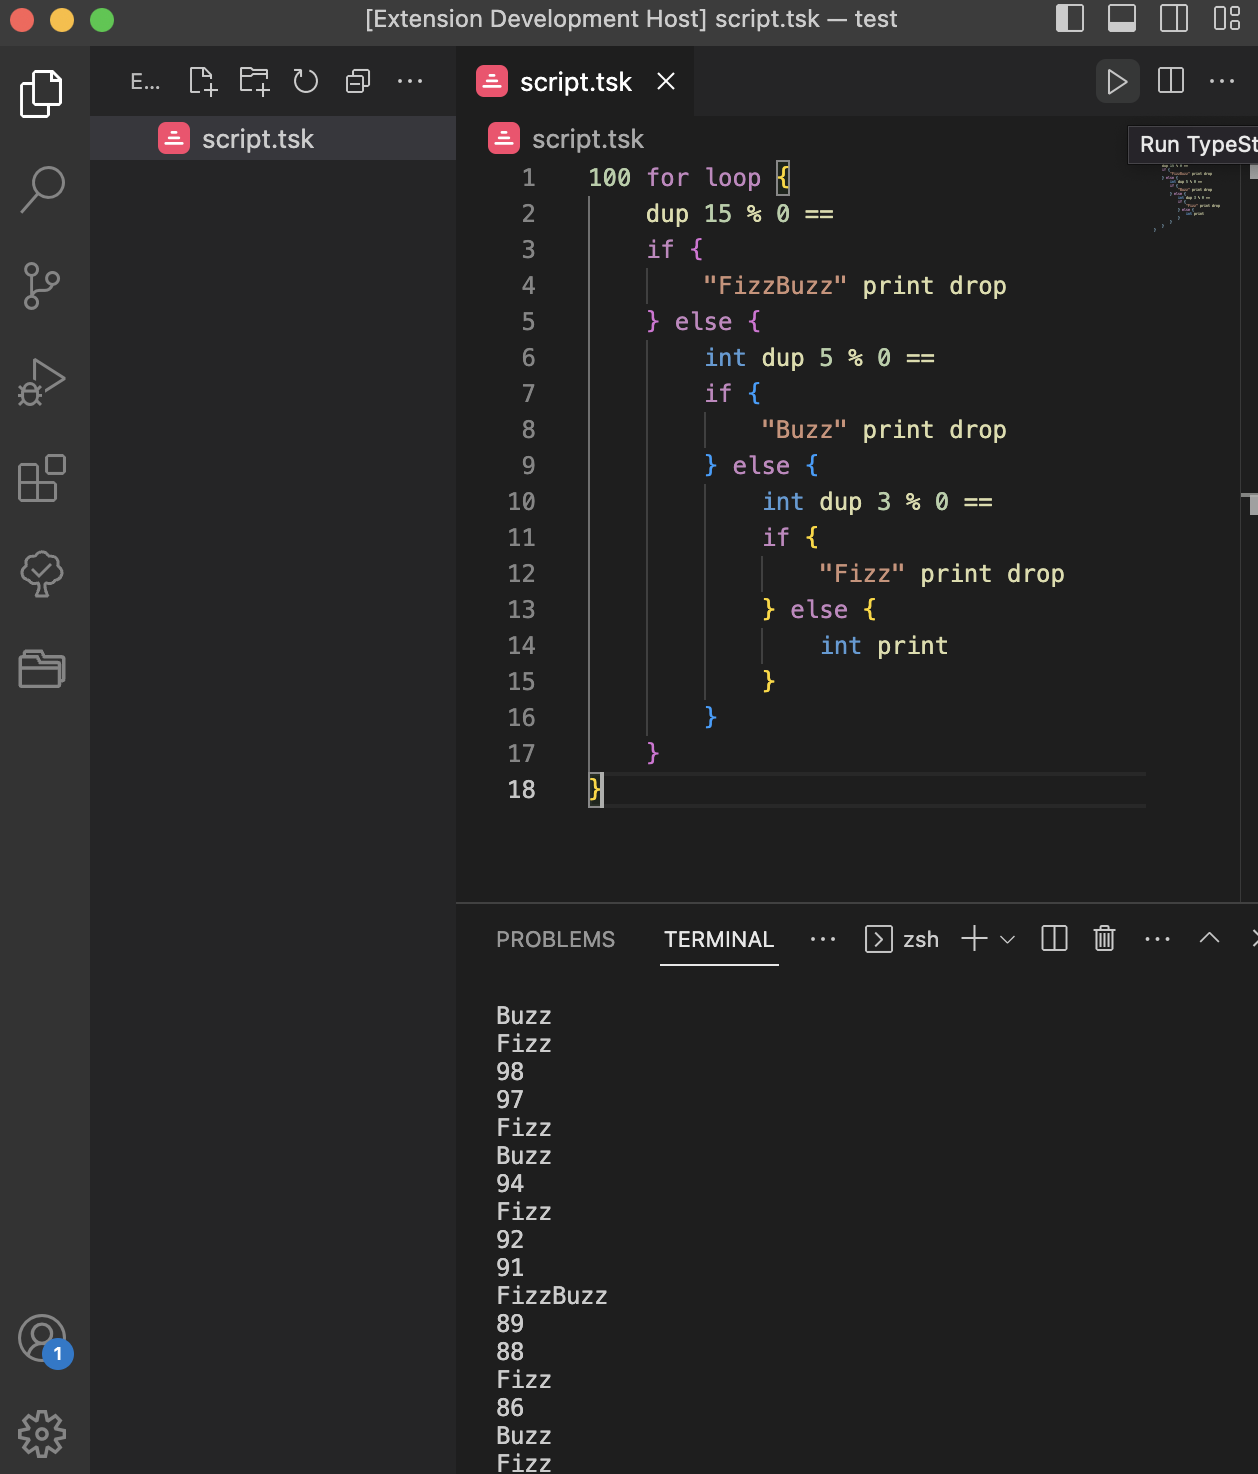 [Extension Development Host] script.tsk — test
E...
script.tsk
script.tsk
script.tsk
Run TypeSt
1 100 for loop {
2 dup 15 % 0 ==
3 if {
4 "FizzBuzz" print drop
5 } else {
6 int dup 5 % 0 ==
7 if {
8 "Buzz" print drop
9 } else {
10 int dup 3 % 0 ==
11 if {
12 "Fizz" print drop
13 } else {
14 int print
15 }
16 }
17 }
18 }
PROBLEMS TERMINAL ... zsh
Buzz
Fizz
98
97
Fizz
Buzz
94
Fizz
92
91
FizzBuzz
89
88
Fizz
86
Buzz
Fizz
1